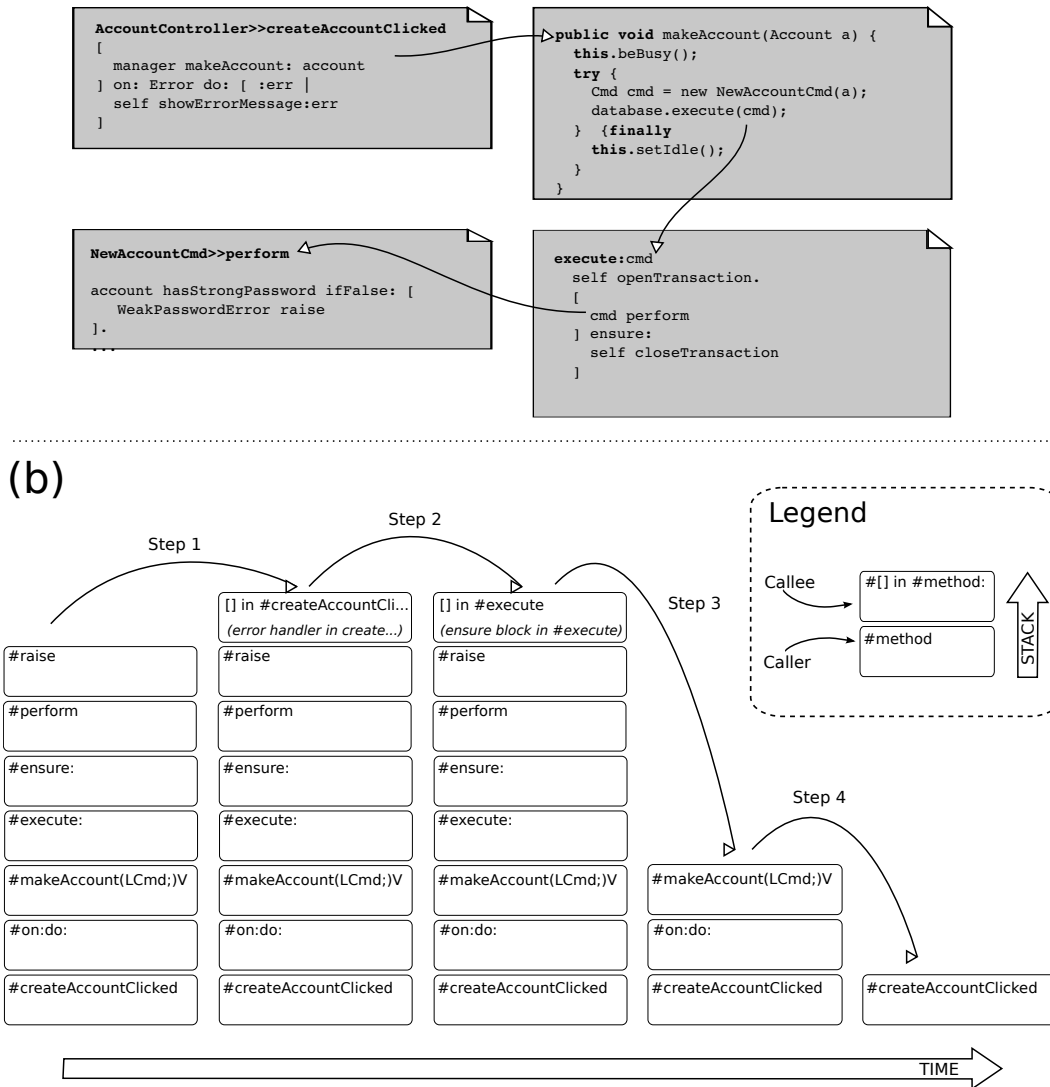 AccountController>>createAccountClicked
[
manager makeAccount: account
] on: Error do: [ :err |
self showErrorMessage:err
]
public void makeAccount(Account a) {
this.beBusy();
try {
Cmd cmd = new NewAccountCmd(a);
database.execute(cmd);
}  {finally
this.setIdle();
}
}
NewAccountCmd>>perform
account hasStrongPassword ifFalse: [
WeakPasswordError raise
].
...
execute:cmd
self openTransaction.
[
cmd perform
] ensure:
self closeTransaction
]
(b)
Legend
Callee
#[] in #method:
Caller
#method
STACK
Step 1
Step 2
Step 3
Step 4
#raise
#perform
#ensure:
#execute:
#makeAccount(LCmd;)V
#on:do:
#createAccountClicked
[] in #createAccountCli...
(error handler in create...)
#raise
#perform
#ensure:
#execute:
#makeAccount(LCmd;)V
#on:do:
#createAccountClicked
[] in #execute
(ensure block in #execute)
#raise
#perform
#ensure:
#execute:
#makeAccount(LCmd;)V
#on:do:
#createAccountClicked
#makeAccount(LCmd;)V
#on:do:
#createAccountClicked
#createAccountClicked
TIME